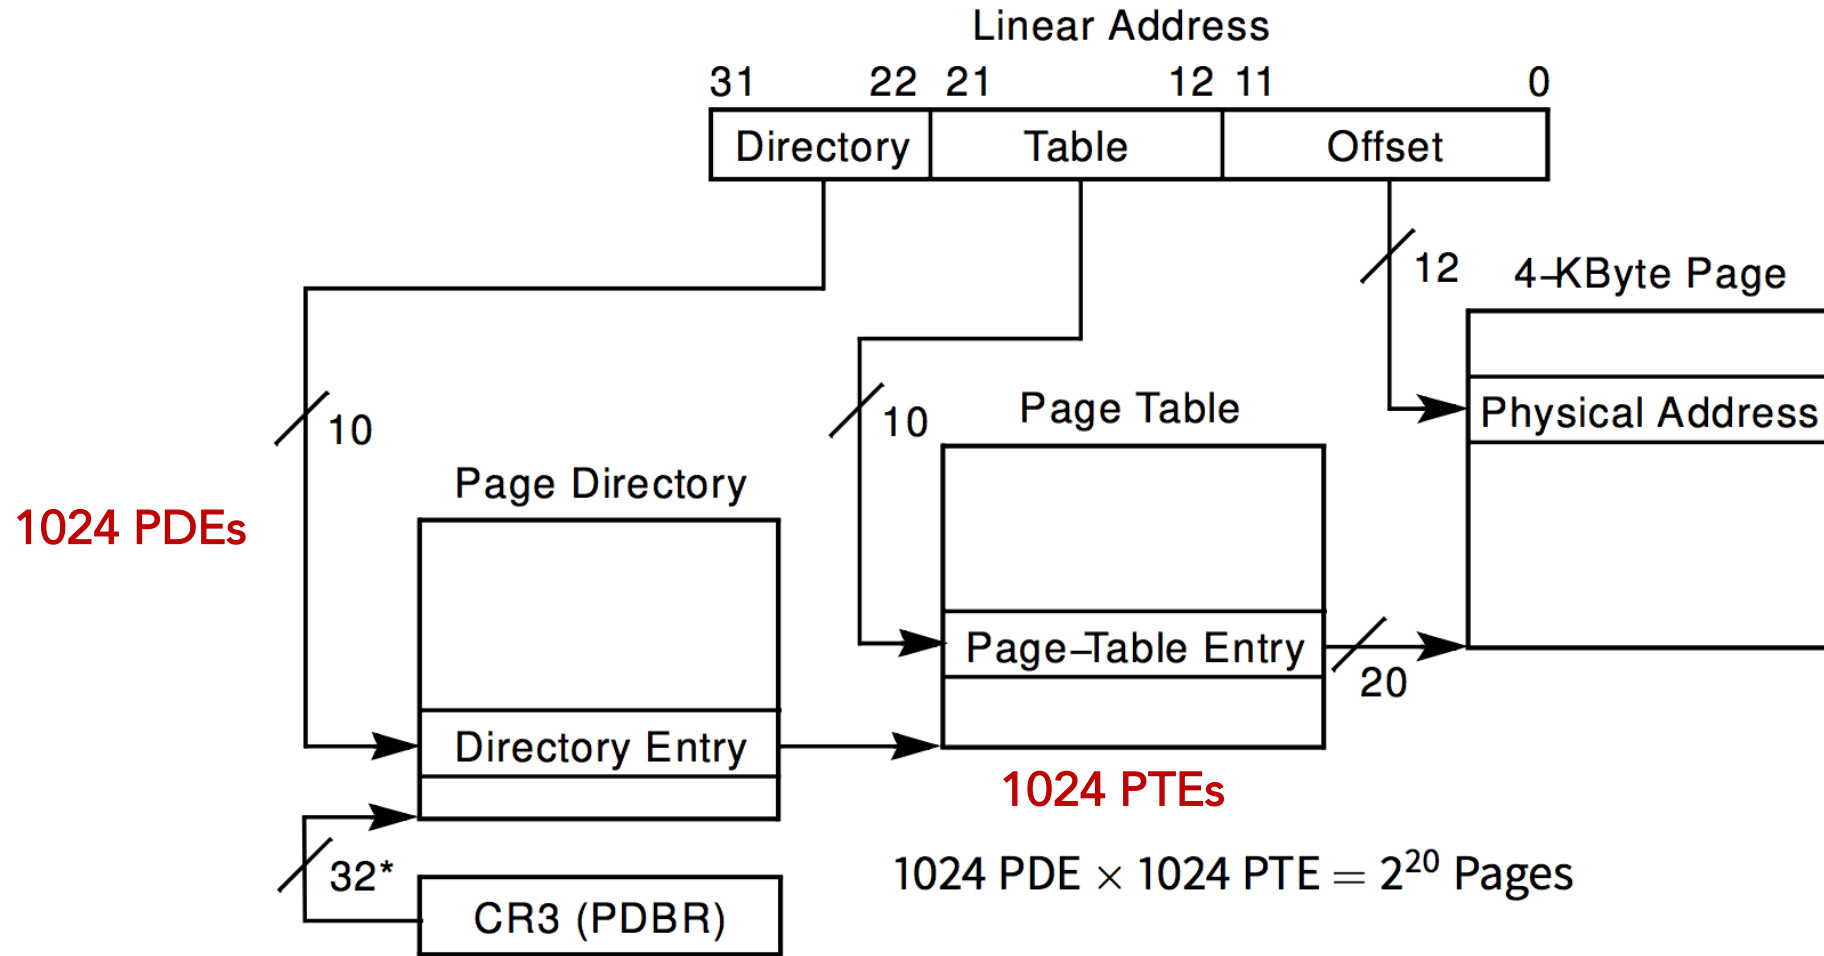 Linear Address
31 22 21 12 11 0
Directory Table Offset
12
4-KByte Page
Physical Address
10
10
Page Table
Page Directory
1024 PDEs
Page-Table Entry
20
Directory Entry
1024 PTEs
32*
1024 PDE × 1024 PTE = 2²⁰ Pages
CR3 (PDBR)